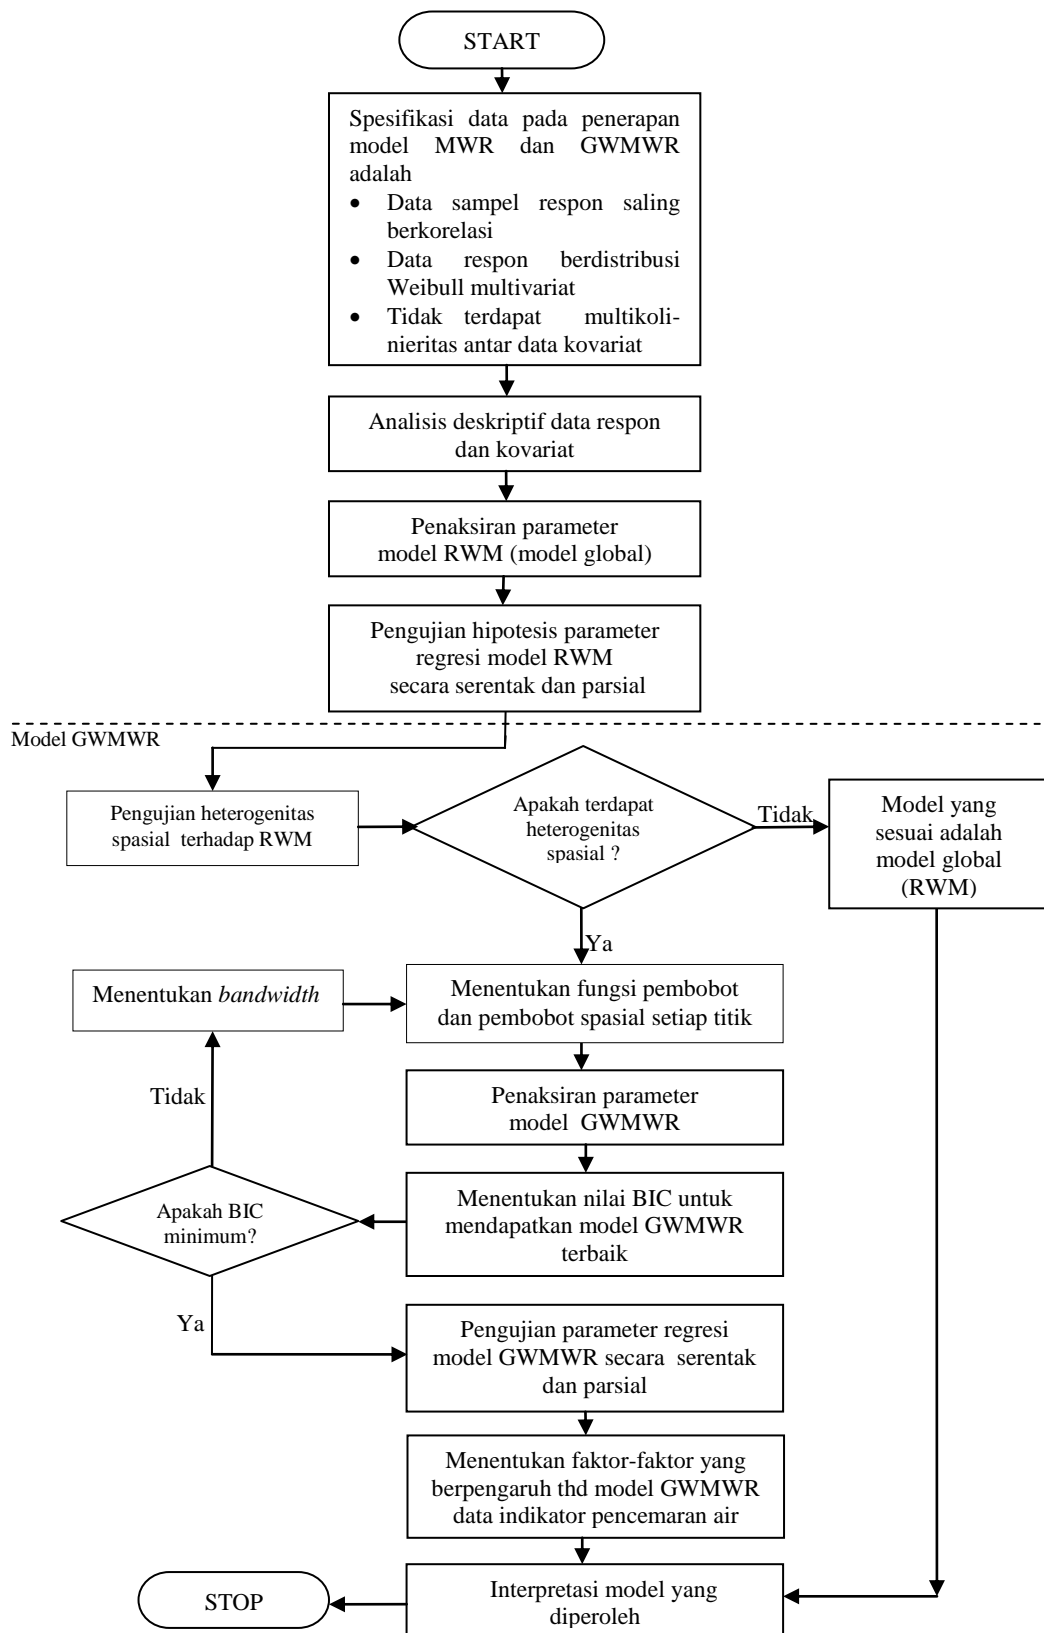 START
Spesifikasi data pada penerapan
model MWR dan GWMWR
adalah
• Data sampel respon saling
berkorelasi
• Data respon berdistribusi
Weibull multivariat
• Tidak terdapat multikoli-
nieritas antar data kovariat
Analisis deskriptif data respon
dan kovariat
Penaksiran parameter
model RWM (model global)
Pengujian hipotesis parameter
regresi model RWM
secara serentak dan parsial
Model GWMWR
Pengujian heterogenitas
spasial terhadap RWM
Apakah terdapat
heterogenitas
spasial ?
Tidak
Model yang
sesuai adalah
model global
(RWM)
Ya
Menentukan bandwidth
Menentukan fungsi pembobot
dan pembobot spasial setiap titik
Tidak
Penaksiran parameter
model GWMWR
Apakah BIC
minimum?
Menentukan nilai BIC untuk
mendapatkan model GWMWR
terbaik
Ya
Pengujian parameter regresi
model GWMWR secara serentak
dan parsial
Menentukan faktor-faktor yang
berpengaruh thd model GWMWR
data indikator pencemaran air
STOP
Interpretasi model yang
diperoleh